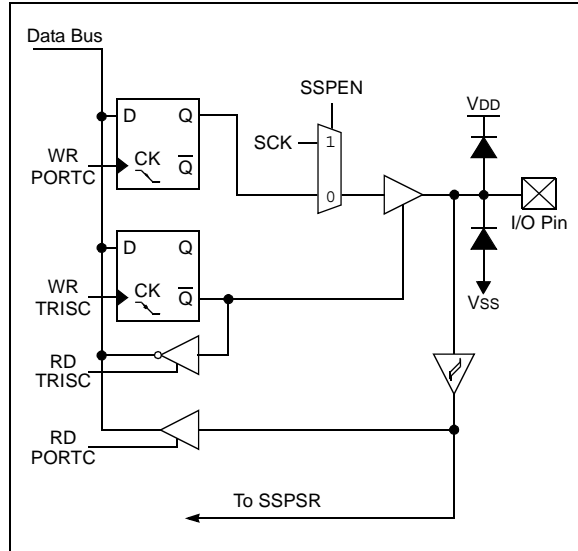 Data Bus
SSPEN
VDD
D Q
SCK 1
WR
PORTC
CK
Q
0
I/O Pin
D Q
VSS
WR
TRISC
CK
Q
RD
TRISC
RD
PORTC
To SSPSR